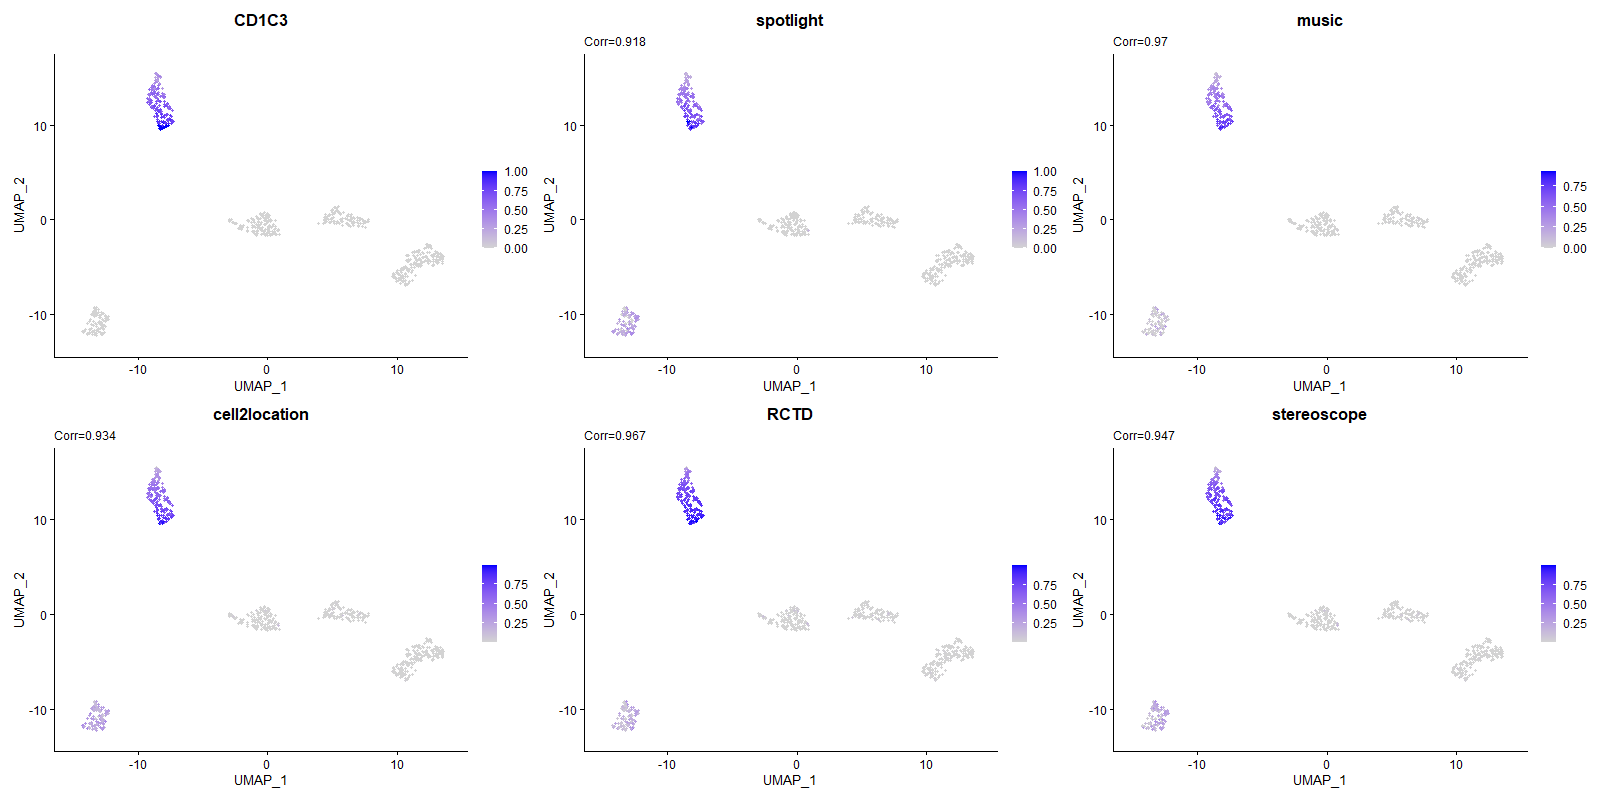 CD1C3
UMAP_2
10
0
-10
-10
0
10
UMAP_1
1.00
0.75
0.50
0.25
0.00
spotlight
Corr=0.918
UMAP_2
10
0
-10
-10
0
10
UMAP_1
1.00
0.75
0.50
0.25
0.00
music
Corr=0.97
UMAP_2
10
0
-10
-10
0
10
UMAP_1
0.75
0.50
0.25
0.00
cell2location
Corr=0.934
UMAP_2
10
0
-10
-10
0
10
UMAP_1
0.75
0.50
0.25
RCTD
Corr=0.967
UMAP_2
10
0
-10
-10
0
10
UMAP_1
0.75
0.50
0.25
stereoscope
Corr=0.947
UMAP_2
10
0
-10
-10
0
10
UMAP_1
0.75
0.50
0.25